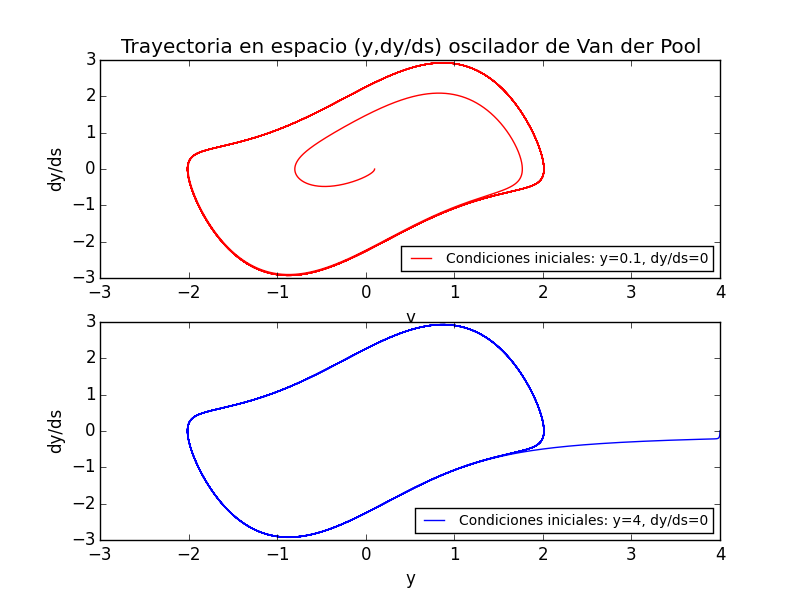 Trayectoria en espacio (y,dy/ds) oscilador de Van der Pool
3
2
1
0
−1
−2
−3
dy/ds
Condiciones iniciales: y=0.1, dy/ds=0
−3 −2 −1 0 1 2 3 4
y
3
2
1
0
−1
−2
−3
dy/ds
Condiciones iniciales: y=4, dy/ds=0
−3 −2 −1 0 1 2 3 4
y